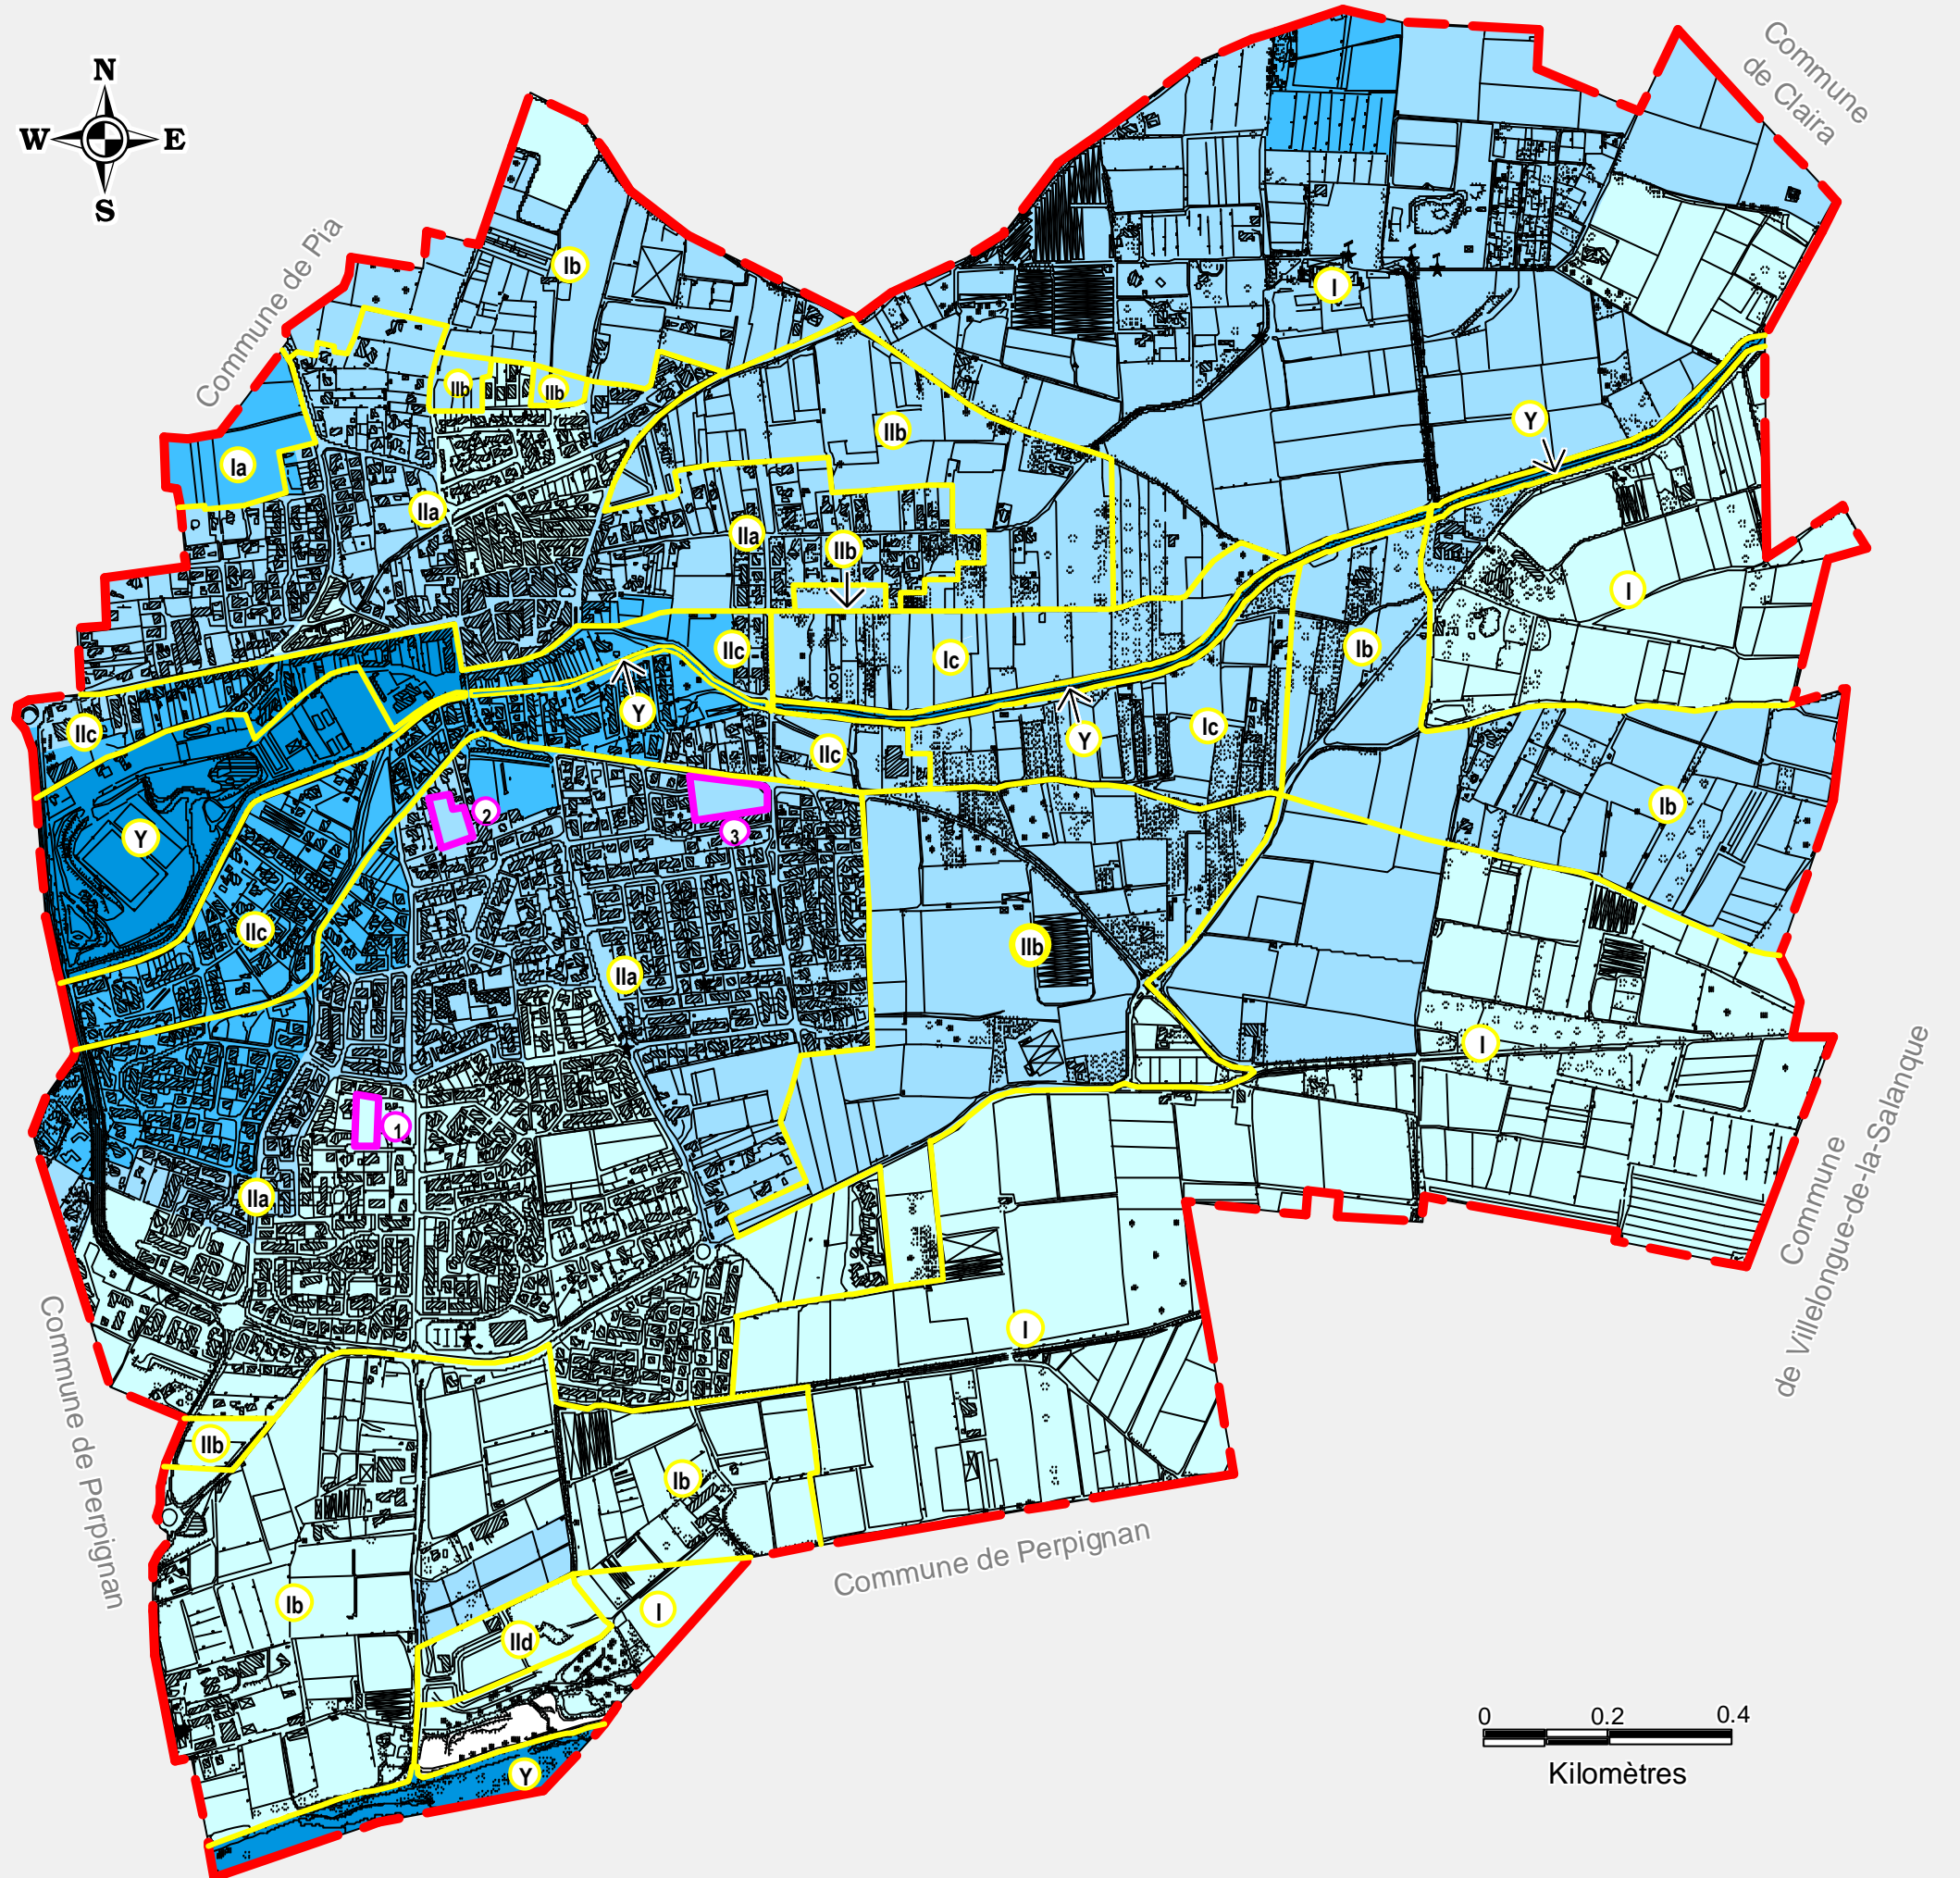 N
W E
S
Commune
de Claira
Commune de Pia
Ib
I
IIb
IIb
IIb
Y
Ia
IIa
IIa
IIb
I
IIc
Ic
Ib
IIc
Y
Y
Ic
IIc
Ib
2
3
Y
IIc
IIb
IIa
I
1
IIa
Commune
de Villelongue-de-la-Salanque
I
III
Commune de Perpignan
IIb
Ib
Commune de Perpignan
Ib
I
IId
Y
0 0.2 0.4
Kilomètres